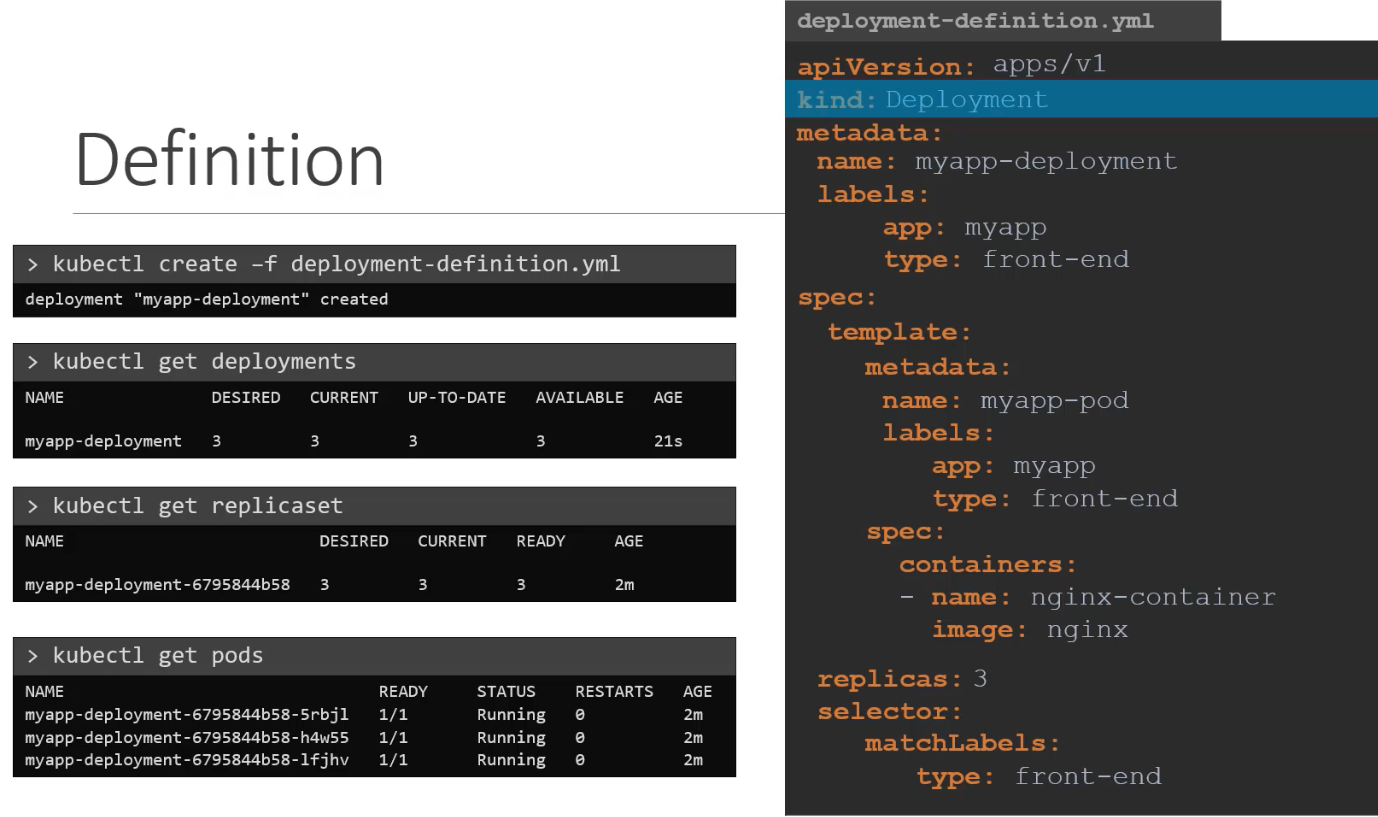 Definition
> kubectl create –f deployment-definition.yml
deployment "myapp-deployment" created
> kubectl get deployments
NAME DESIRED CURRENT UP-TO-DATE AVAILABLE AGE
myapp-deployment 3 3 3 3 21s
> kubectl get replicaset
NAME DESIRED CURRENT READY AGE
myapp-deployment-6795844b58 3 3 3 2m
> kubectl get pods
NAME READY STATUS RESTARTS AGE
myapp-deployment-6795844b58-5rbjl 1/1 Running 0 2m
myapp-deployment-6795844b58-h4w55 1/1 Running 0 2m
myapp-deployment-6795844b58-lfjhv 1/1 Running 0 2m
deployment-definition.yml
apiVersion: apps/v1
kind: Deployment
metadata:
name: myapp-deployment
labels:
app: myapp
type: front-end
spec:
template:
metadata:
name: myapp-pod
labels:
app: myapp
type: front-end
spec:
containers:
- name: nginx-container
image: nginx
replicas: 3
selector:
matchLabels:
type: front-end